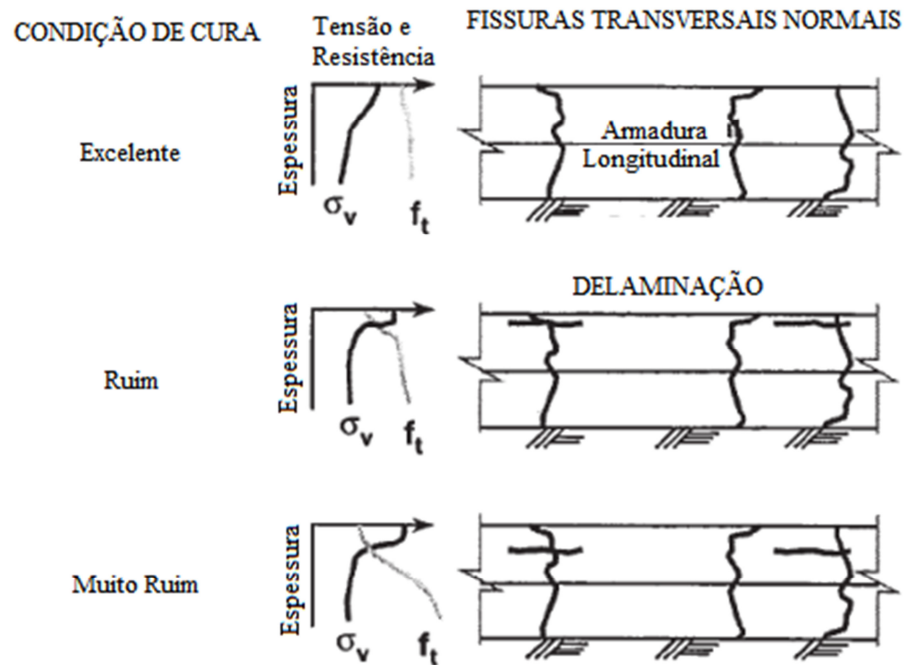 CONDIÇÃO DE CURA
Tensão e
Resistência
FISSURAS TRANSVERSAIS NORMAIS
Excelente
Espessura
σv
ft
Armadura
Longitudinal
DELAMINAÇÃO
Ruim
Espessura
σv
ft
Muito Ruim
Espessura
σv
ft